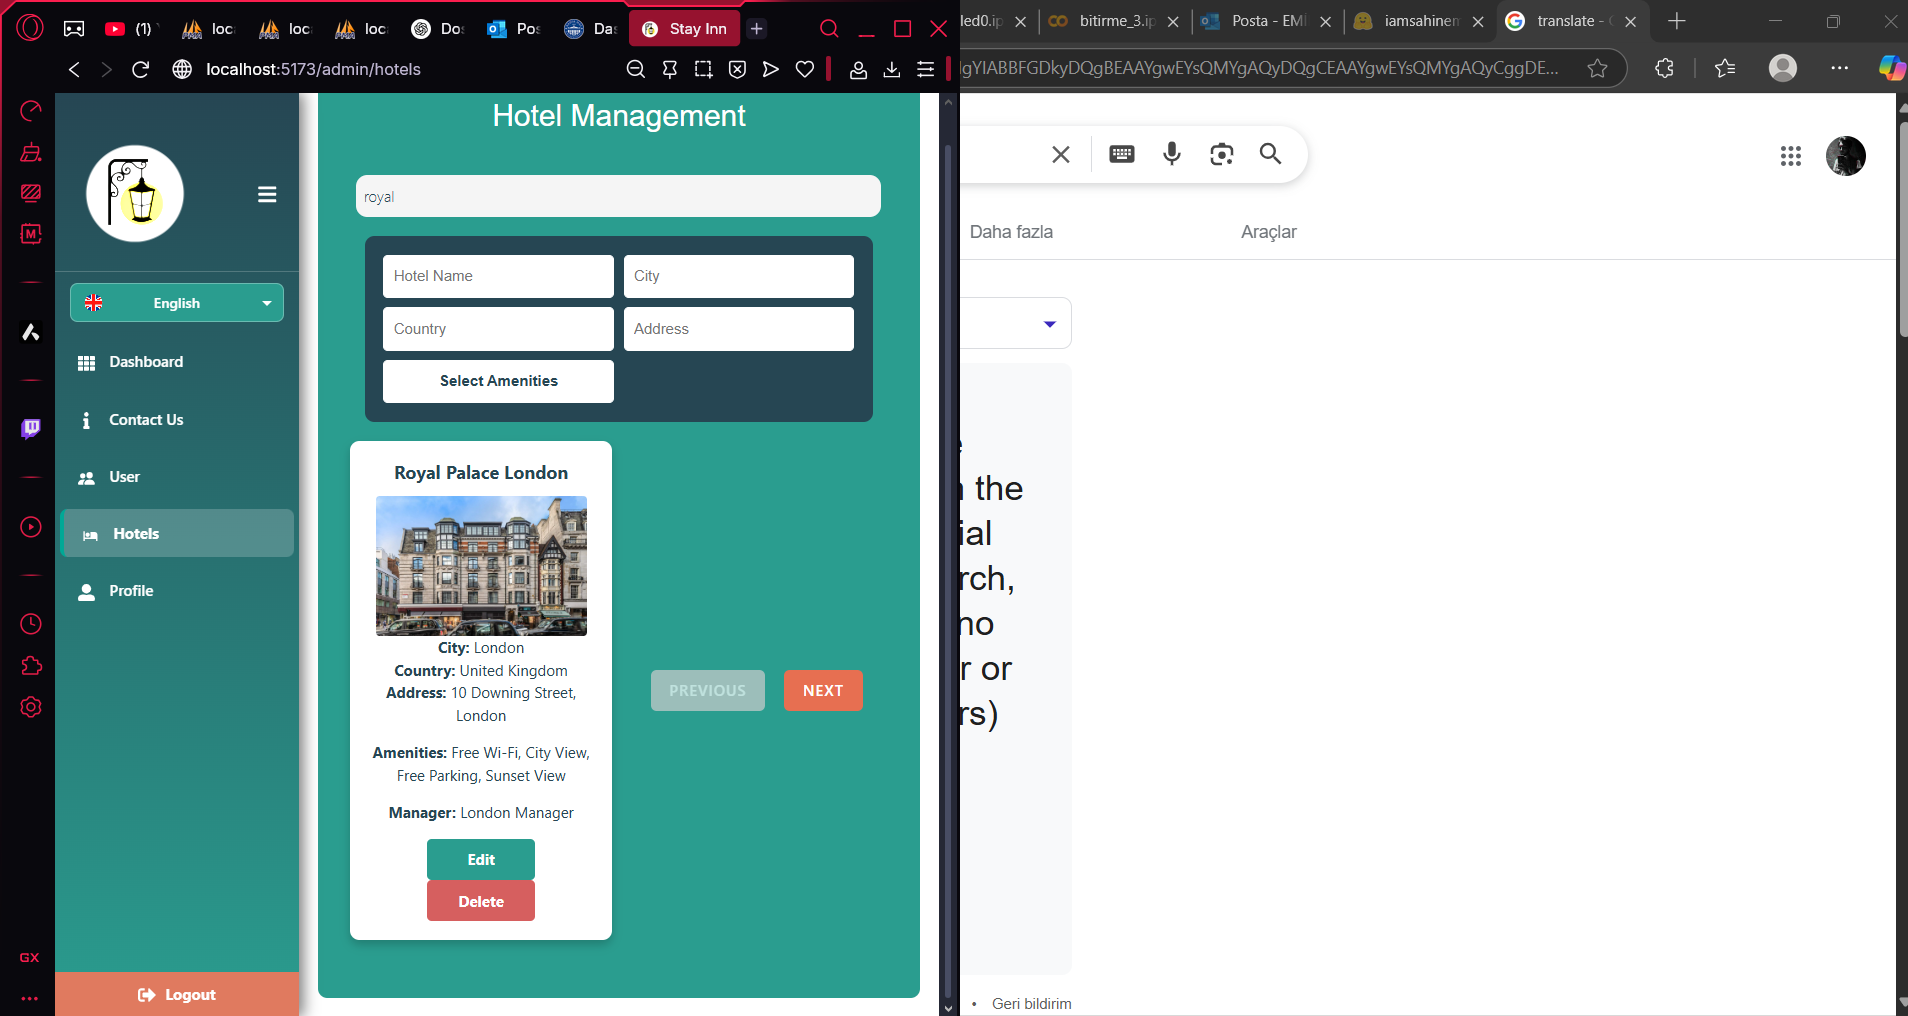 (1)
loc
loc
loc
Do
Pos
Da
Stay Inn
localhost:5173/admin/hotels
led0.ip
bitirme_3.ip
Posta - EMİ
iamsahinem
translate -
IgYIABBFGDkyDQgBEAAYgwEYsQMYgAQyDQgCEAAYgwEYsQMYgAQyCggDE...
English
Dashboard
Contact Us
User
Hotels
Profile
Logout
GX
Hotel Management
royal
Hotel Name
City
Country
Address
Select Amenities
Royal Palace London
City: London
Country: United Kingdom
Address: 10 Downing Street,
London
Amenities: Free Wi-Fi, City View,
Free Parking, Sunset View
Manager: London Manager
Edit
Delete
PREVIOUS
NEXT
Daha fazla
Araçlar
the
ial
rch,
no
r or
rs)
• Geri bildirim